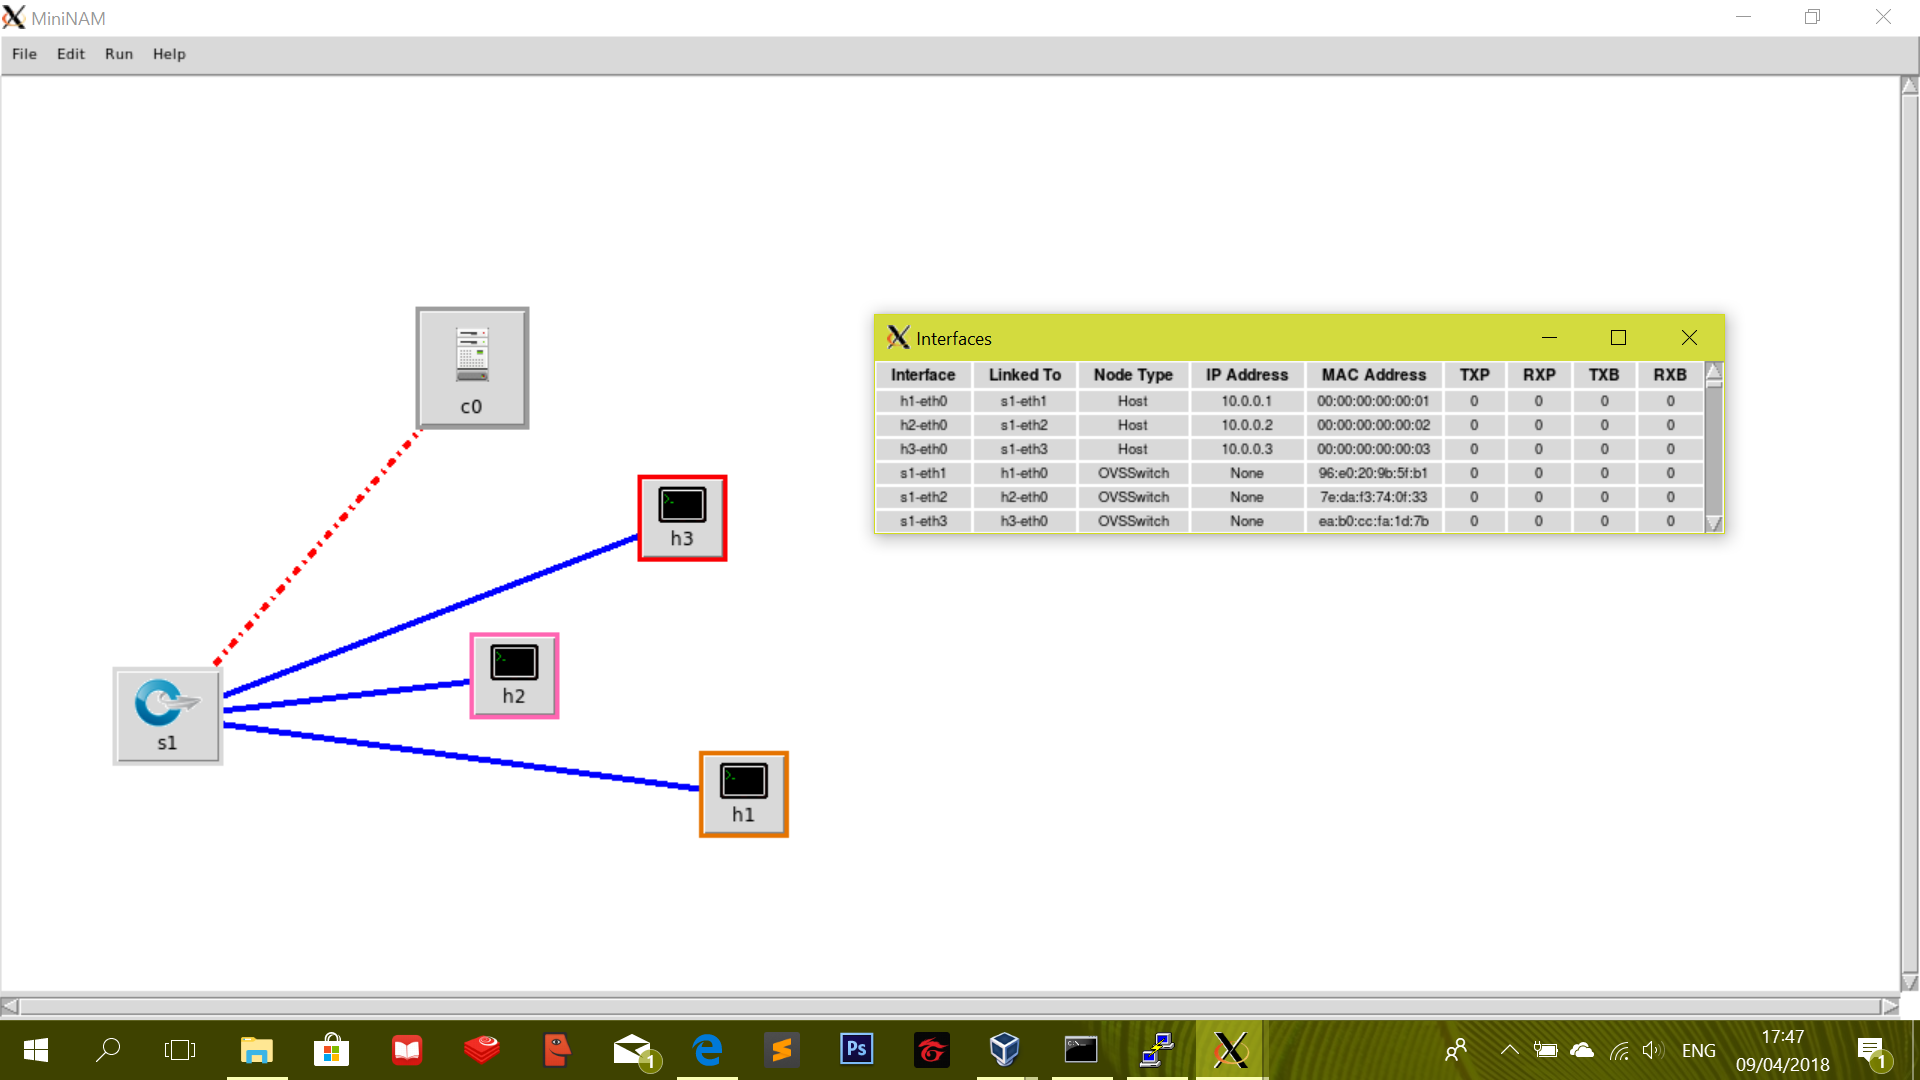 MiniNAM
File Edit Run Help
c0
Interfaces
Interface Linked To Node Type IP Address MAC Address TXP RXP TXB RXB
h1-eth0 s1-eth1 Host 10.0.0.1 00:00:00:00:00:01 0 0 0 0
h2-eth0 s1-eth2 Host 10.0.0.2 00:00:00:00:00:02 0 0 0 0
h3-eth0 s1-eth3 Host 10.0.0.3 00:00:00:00:00:03 0 0 0 0
s1-eth1 h1-eth0 OVSSwitch None 96:e0:20:9b:5f:b1 0 0 0 0
s1-eth2 h2-eth0 OVSSwitch None 7e:da:f3:74:0f:33 0 0 0 0
s1-eth3 h3-eth0 OVSSwitch None ea:b0:cc:fa:1d:7b 0 0 0 0
h3
h2
s1
h1
1
Ps
ENG
17:47
09/04/2018
1